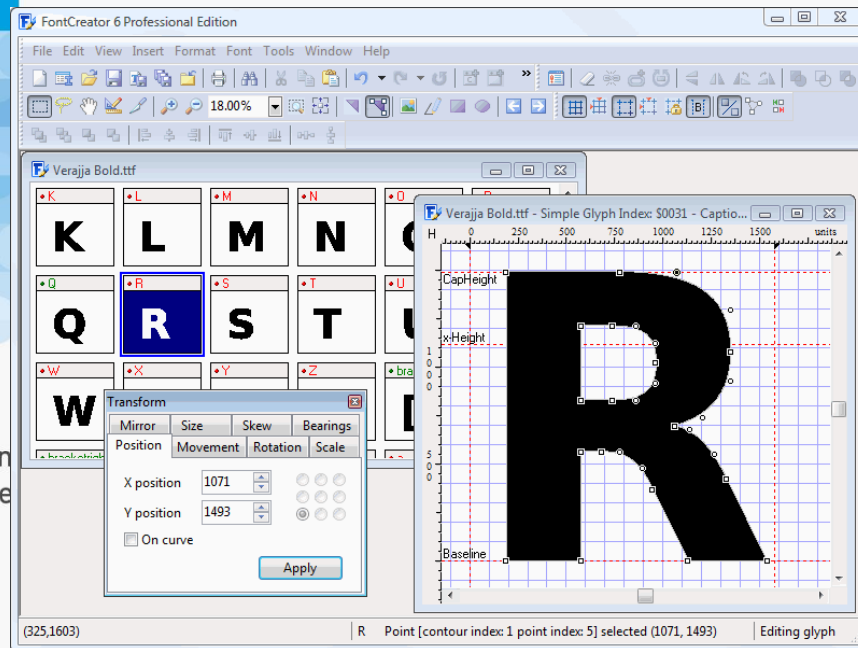 FontCreator 6 Professional Edition
File Edit View Insert Format Font Tools Window Help
18.00%
Verajja Bold.ttf
K L M N O
K L M N
Q R S T U
Q R S T
W X Y Z bra
W
bracketrigh
Transform
Mirror Size Skew Bearings
Position Movement Rotation Scale
X position 1071
Y position 1493
On curve
Apply
Verajja Bold.ttf - Simple Glyph Index: $0031 - Captio...
H 0 250 500 750 1000 1250 1500 units
CapHeight
x-Height
1000
R
500
Baseline
(325,1603) R Point [contour index: 1 point index: 5] selected (1071, 1493) Editing glyph